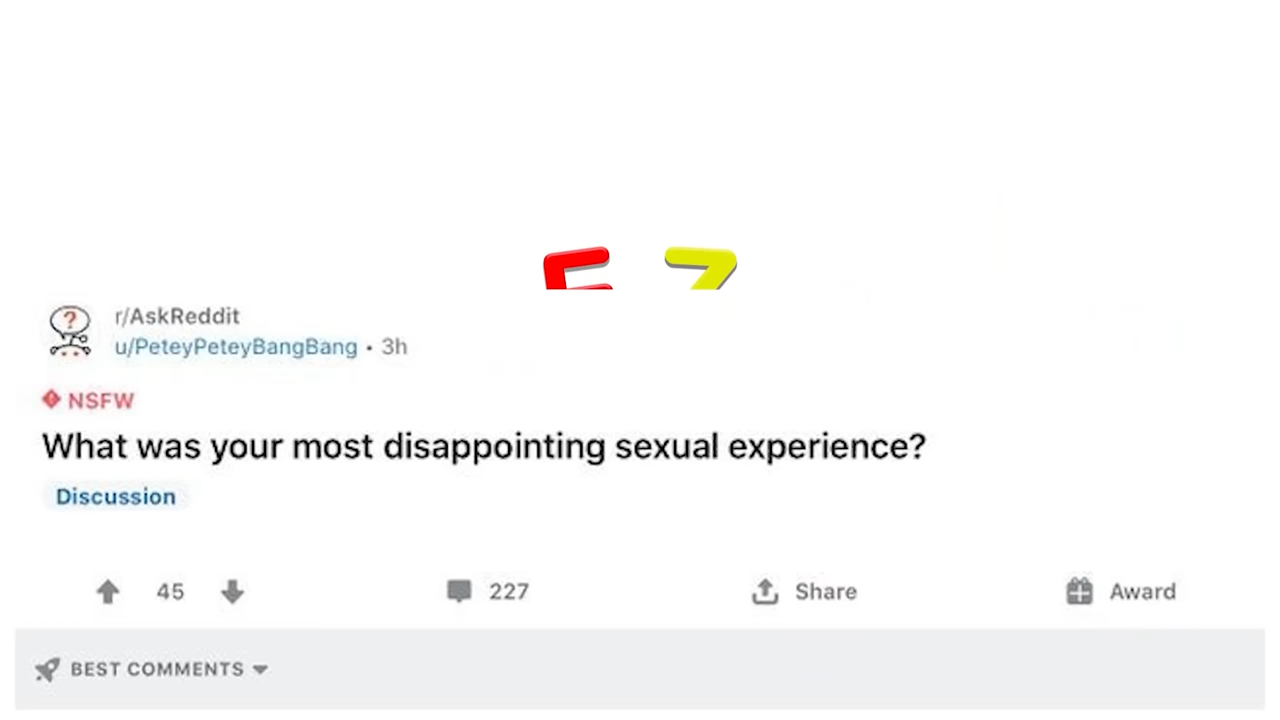 r/AskReddit
u/PeteyPeteyBangBang • 3h
NSFW
What was your most disappointing sexual experience?
Discussion
45 227 Share Award
BEST COMMENTS